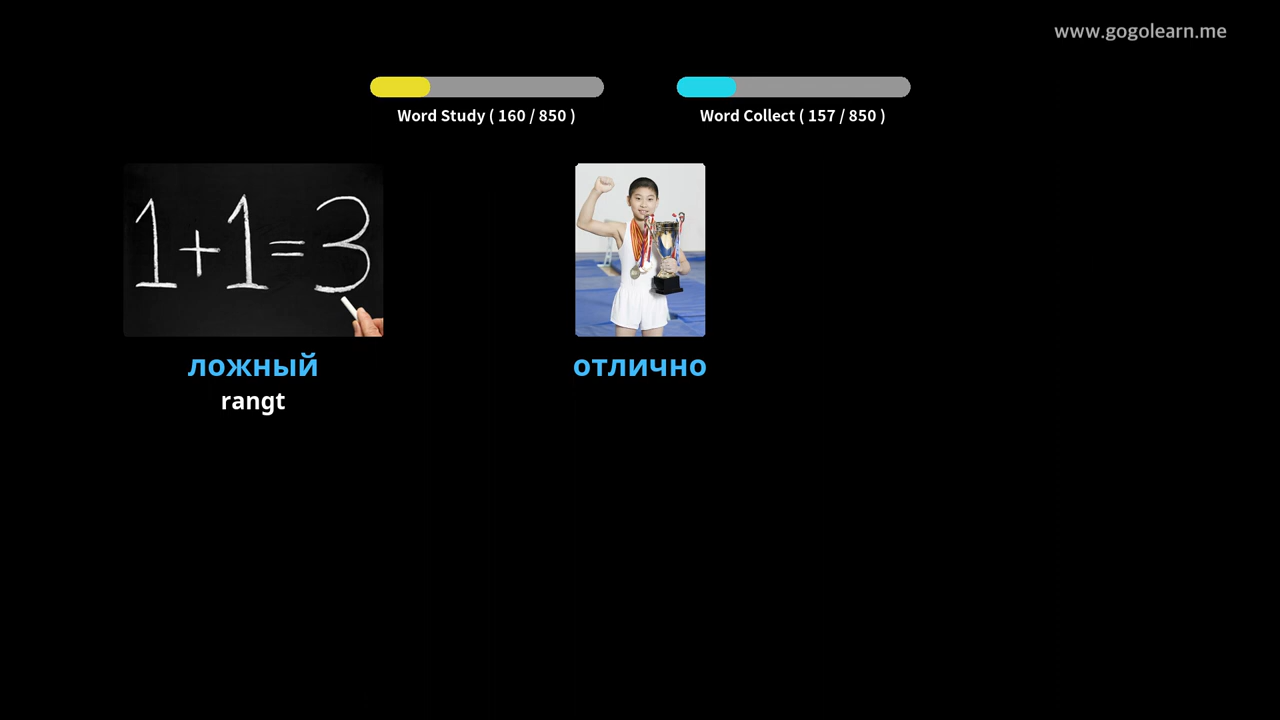 www.gogolearn.me
Word Study ( 160 / 850 )
Word Collect ( 157 / 850 )
1+1=3
ложный
rangt
отлично